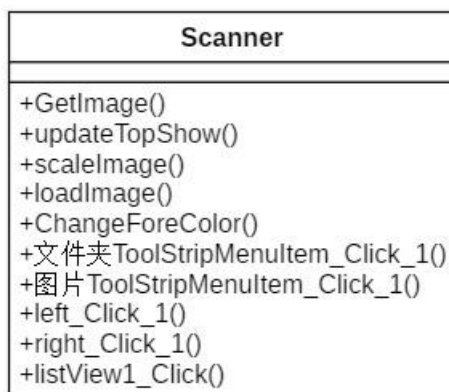 Scanner
+GetImage()
+updateTopShow()
+scaleImage()
+loadImage()
+ChangeForeColor()
+文件夹ToolStripMenuItem_Click_1()
+图片ToolStripMenuItem_Click_1()
+left_Click_1()
+right_Click_1()
+listView1_Click()